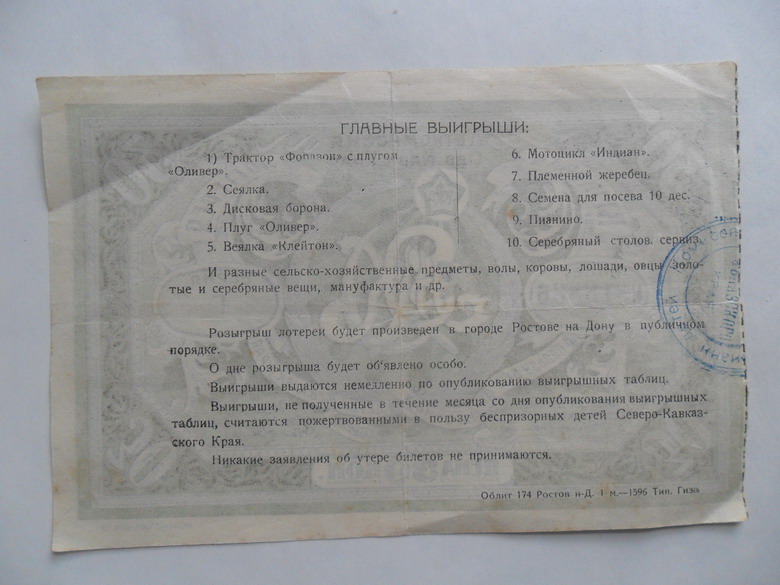 ГЛАВНЫЕ ВЫИГРЫШИ:
1) Трактор «Фордзон» с плугом
«Оливер».
2. Сеялка.
3. Дисковая борона.
4. Плуг «Оливер».
5. Веялка «Клейтон».
6. Мотоцикл «Индиан».
7. Племенной жеребец.
8. Семена для посева 10 дес.
9. Пианино.
10. Серебряный столов. сервиз.
И разные сельско-хозяйственные предметы, волы, коровы, лошади, овцы золо-
тые и серебряные вещи, мануфактура и др.
Розыгрыш лотереи будет произведен в городе Ростове на Дону в публичном
порядке.
О дне розыгрыша будет об'явлено особо.
Выигрыши выдаются немелленно по опубликованию выигрышных таблиц.
Выигрыши, не полученные в течение месяца со дня опубликования выигрышных
таблиц, считаются пожертвованными в пользу беспризорных детей Северо-Кавказ-
ского Края.
Никакие заявления об утере билетов не принимаются.
Облит 174 Ростов н-Д. 1 м.—1596 Тип.